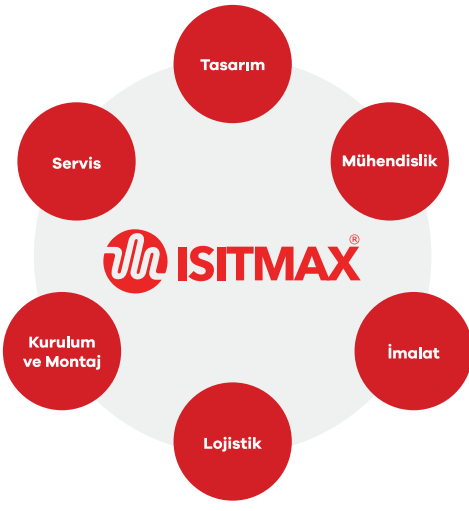 Tasarım
Mühendislik
İmalat
Lojistik
Kurulum
ve Montaj
Servis
ISITMAX®